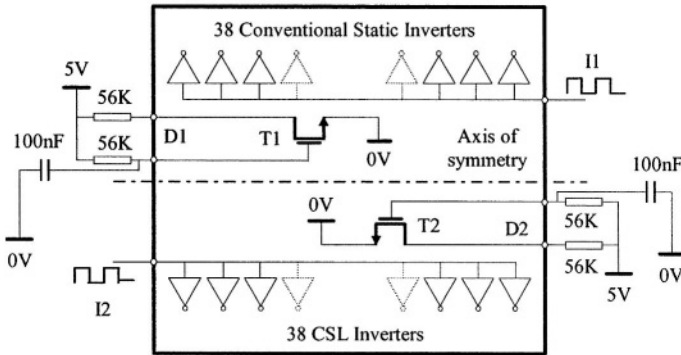 38 Conventional Static Inverters
I1
5V
56K
100nF
D1
T1
0V
Axis of
symmetry
56K
0V
100nF
0V
T2
D2
56K
56K
I2
5V
0V
38 CSL Inverters